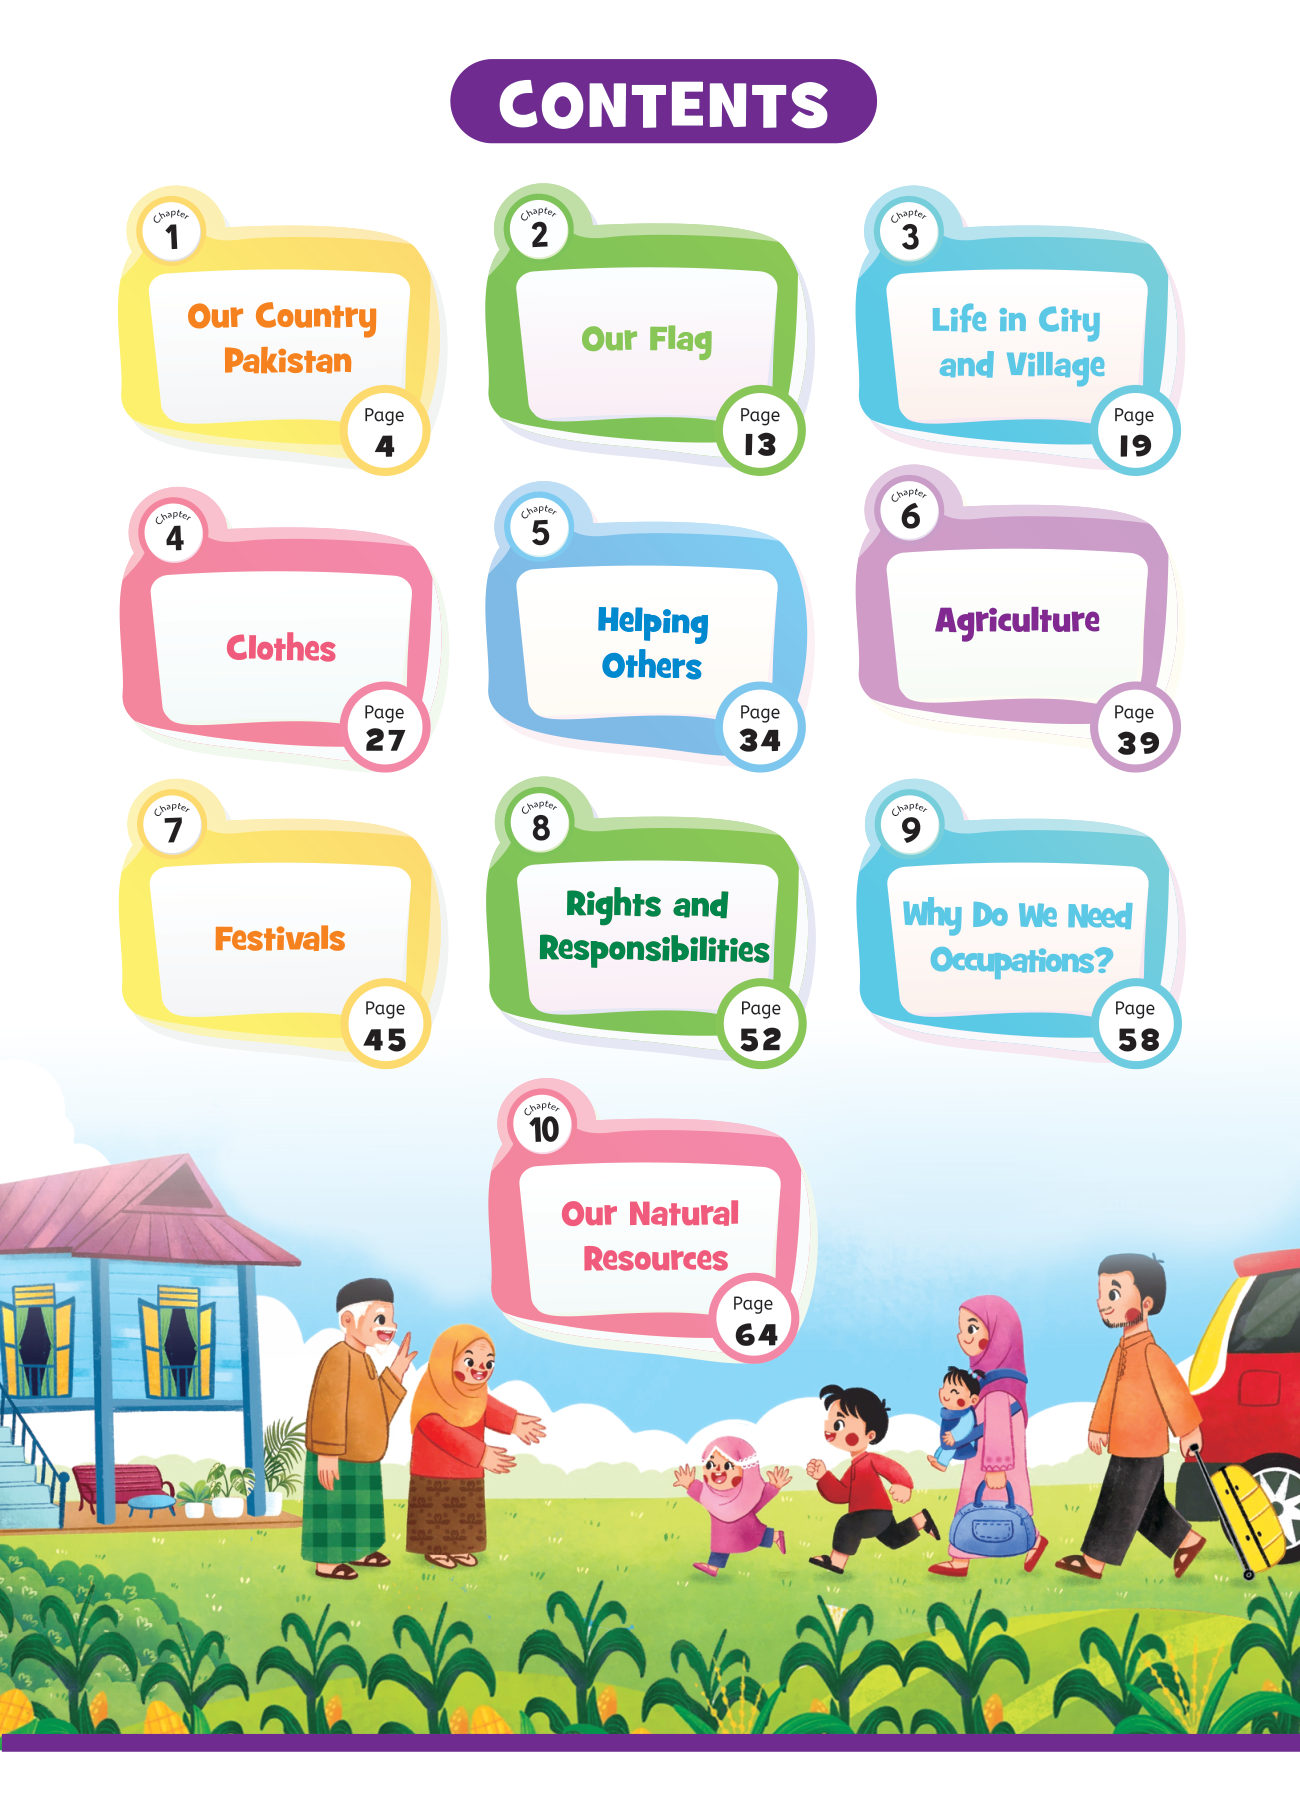 CONTENTS
Chapter
1
Our Country
Pakistan
Page
4
Chapter
2
Our Flag
Page
13
Chapter
3
Life in City
and Village
Page
19
Chapter
4
Clothes
Page
27
Chapter
5
Helping
Others
Page
34
Chapter
6
Agriculture
Page
39
Chapter
7
Festivals
Page
45
Chapter
8
Rights and
Responsibilities
Page
52
Chapter
9
Why Do We Need
Occupations?
Page
58
Chapter
10
Our Natural
Resources
Page
64